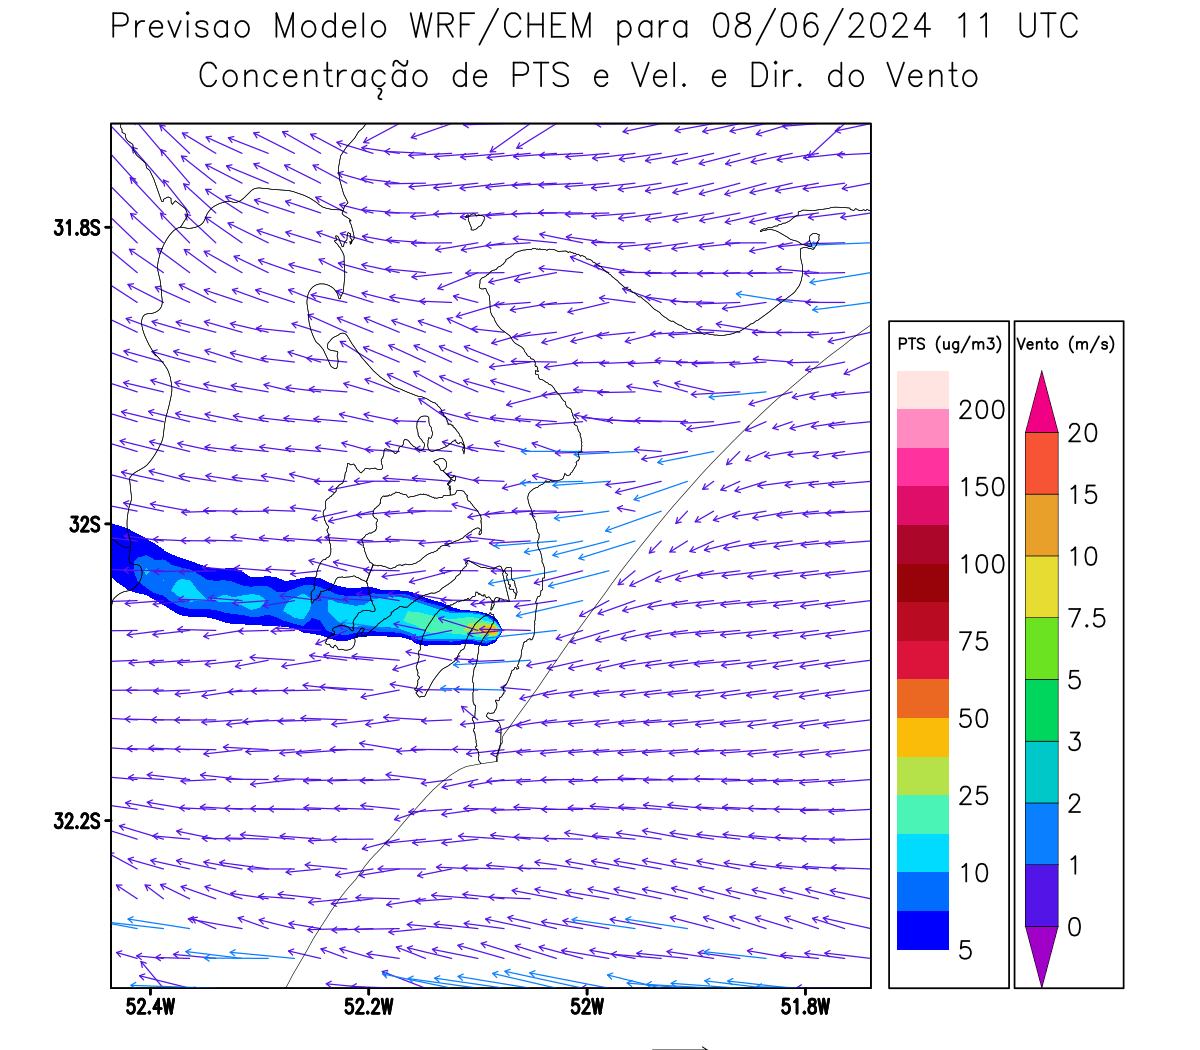 Previsao Modelo WRF/CHEM para 08/06/2024 11 UTC
Concentração de PTS e Vel. e Dir. do Vento
31.8S
32S
32.2S
52.4W 52.2W 52W 51.8W
PTS (ug/m3)
200
150
100
75
50
25
10
5
Vento (m/s)
20
15
10
7.5
5
3
2
1
0